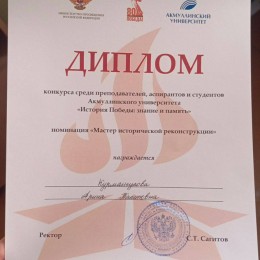 АКМУЛЛИНСКИЙ
УНИВЕРСИТЕТ
ДИПЛОМ
конкурса среди преподавателей, аспирантов и студентов
Акмуллинского университета
«История Победы: знание и память»
номинация «Мастер исторической реконструкции»
награждается
Ректор
С.Т. Сагитов